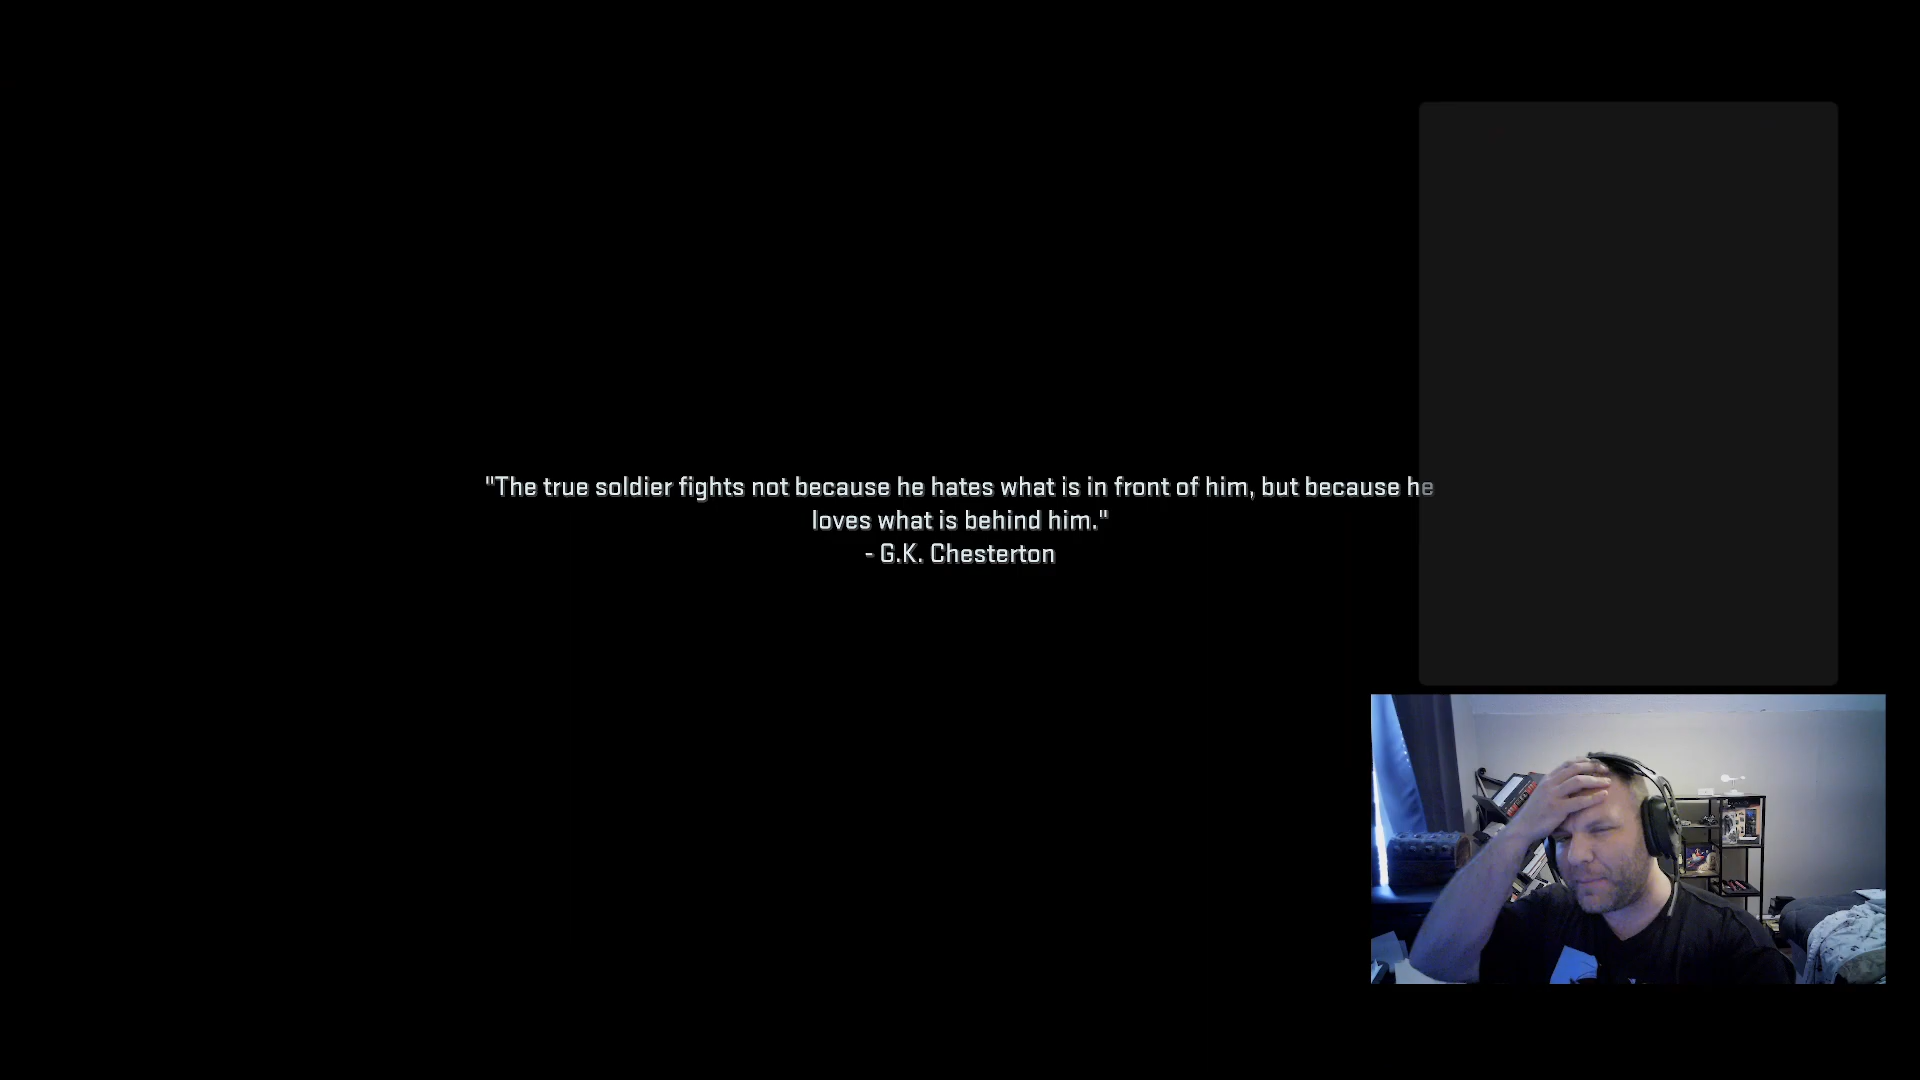 "The true soldier fights not because he hates what is in front of him, but because he
loves what is behind him."
- G.K. Chesterton